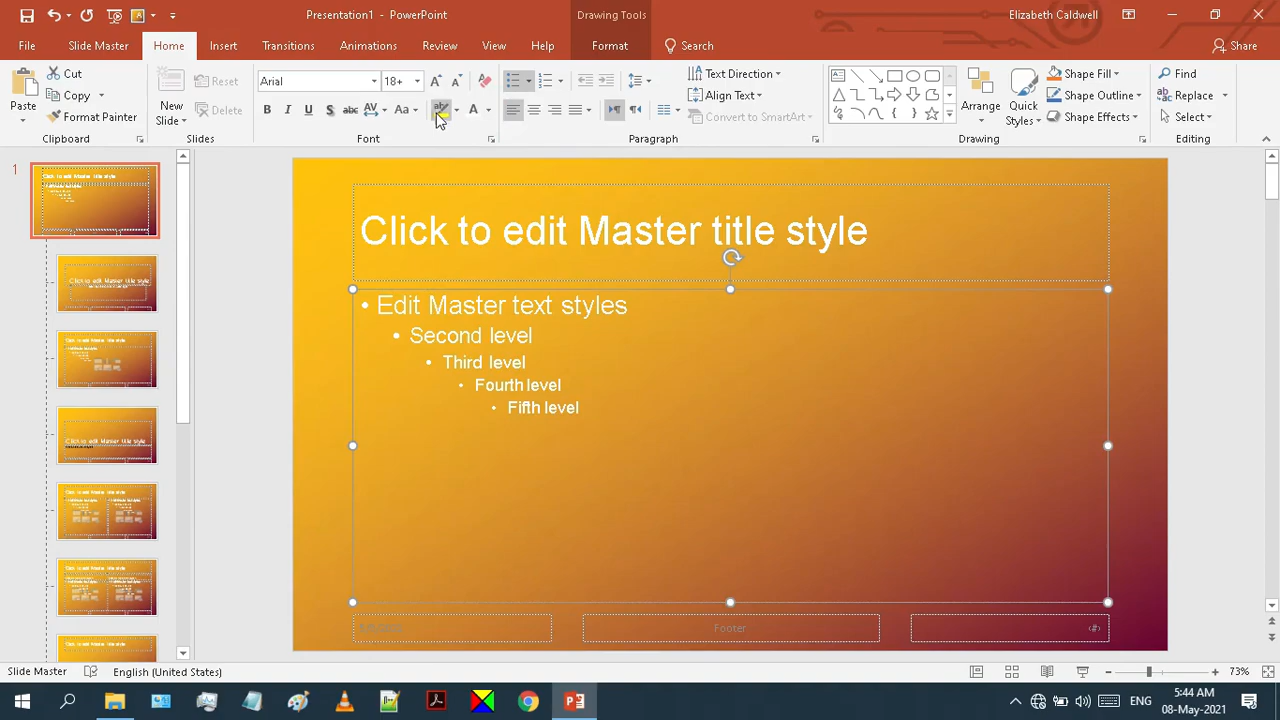 Presentation1 - PowerPoint
Drawing Tools
Elizabeth Caldwell
File
Slide Master
Home
Insert
Transitions
Animations
Review
View
Help
Format
Search
Share
Paste
Cut
Copy
Format Painter
Clipboard
New Slide
Reset
Delete
Slides
Arial
18+
Font
Text Direction
Align Text
Convert to SmartArt
Paragraph
Arrange
Quick Styles
Shape Fill
Shape Outline
Shape Effects
Drawing
Find
Replace
Select
Editing
1
Click to edit Master title style
• Edit Master text styles
• Second level
• Third level
• Fourth level
• Fifth level
Footer
‹#›
Slide Master
English (United States)
73%
ENG
5:44 AM
08-May-2021